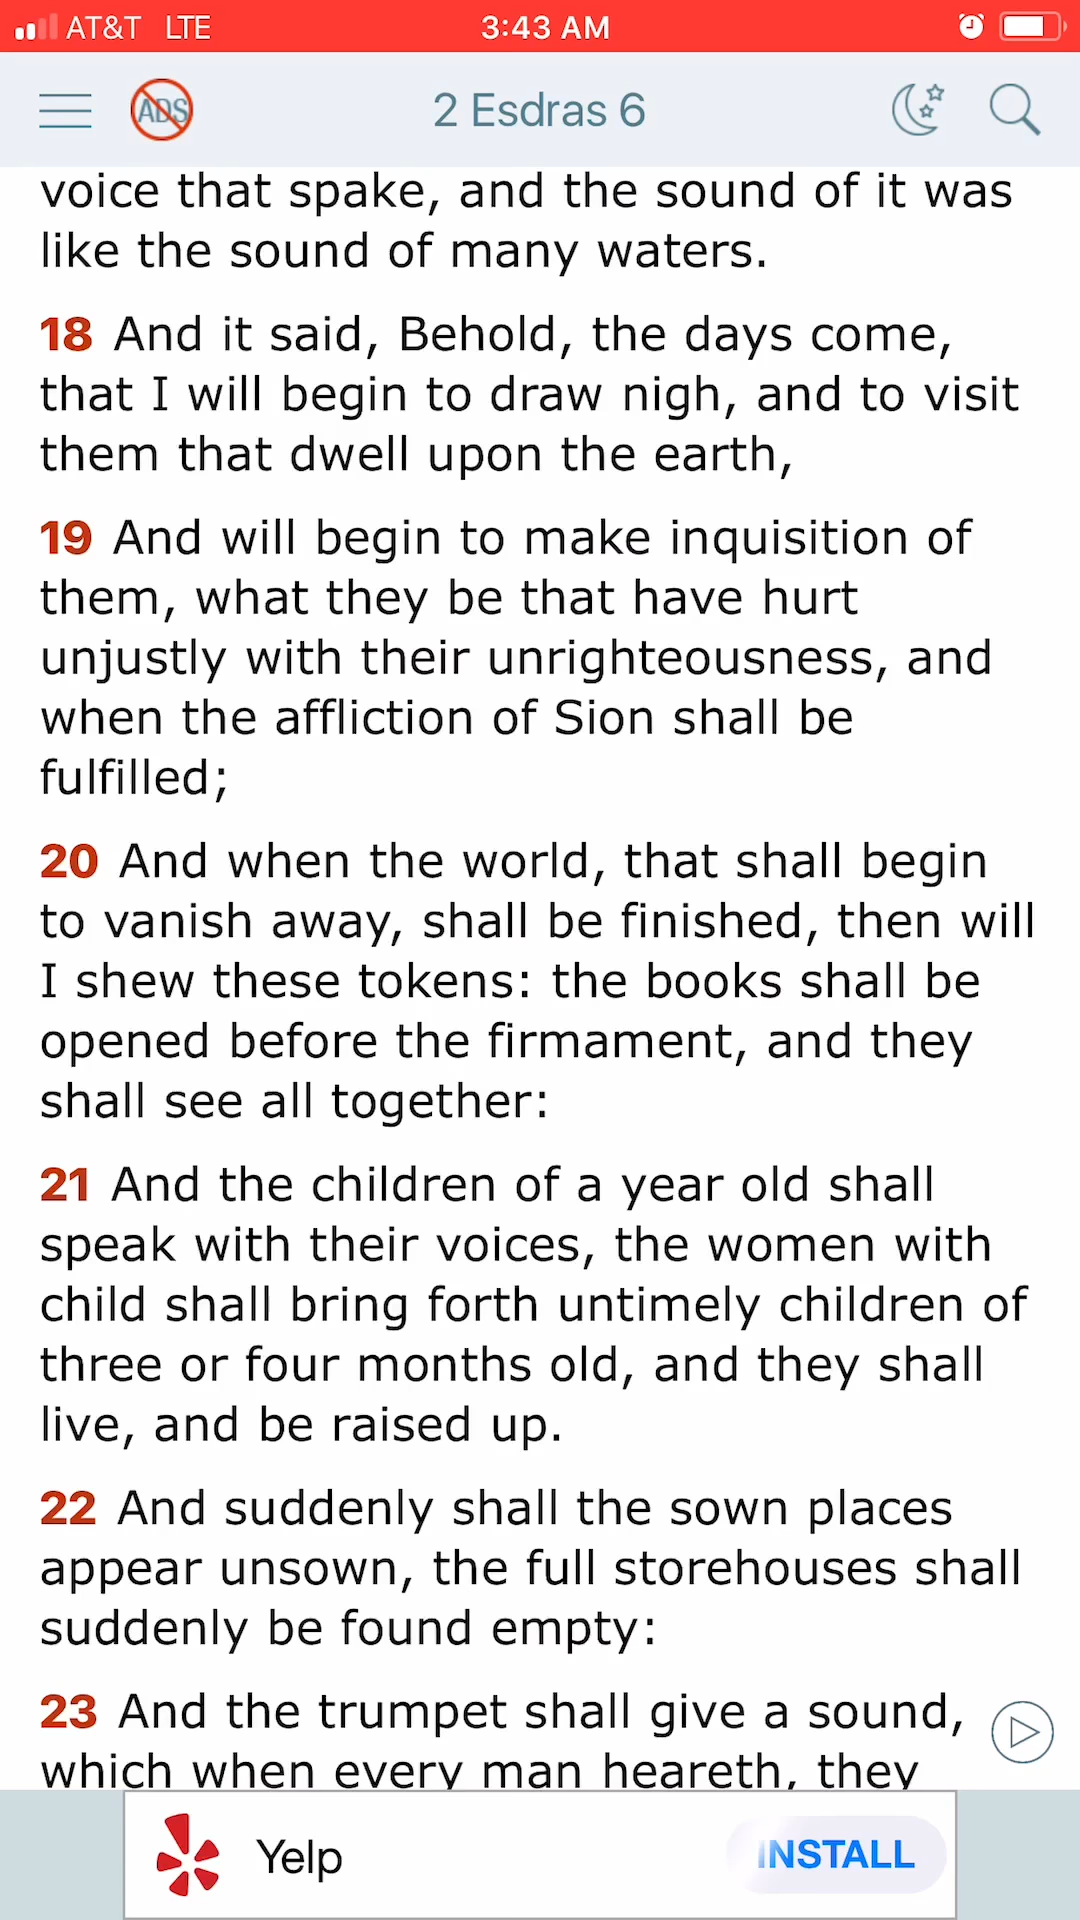 AT&T LTE 3:43 AM
ADS 2 Esdras 6
voice that spake, and the sound of it was
like the sound of many waters.
18 And it said, Behold, the days come,
that I will begin to draw nigh, and to visit
them that dwell upon the earth,
19 And will begin to make inquisition of
them, what they be that have hurt
unjustly with their unrighteousness, and
when the affliction of Sion shall be
fulfilled;
20 And when the world, that shall begin
to vanish away, shall be finished, then will
I shew these tokens: the books shall be
opened before the firmament, and they
shall see all together:
21 And the children of a year old shall
speak with their voices, the women with
child shall bring forth untimely children of
three or four months old, and they shall
live, and be raised up.
22 And suddenly shall the sown places
appear unsown, the full storehouses shall
suddenly be found empty:
23 And the trumpet shall give a sound,
which when every man heareth, they
Yelp INSTALL